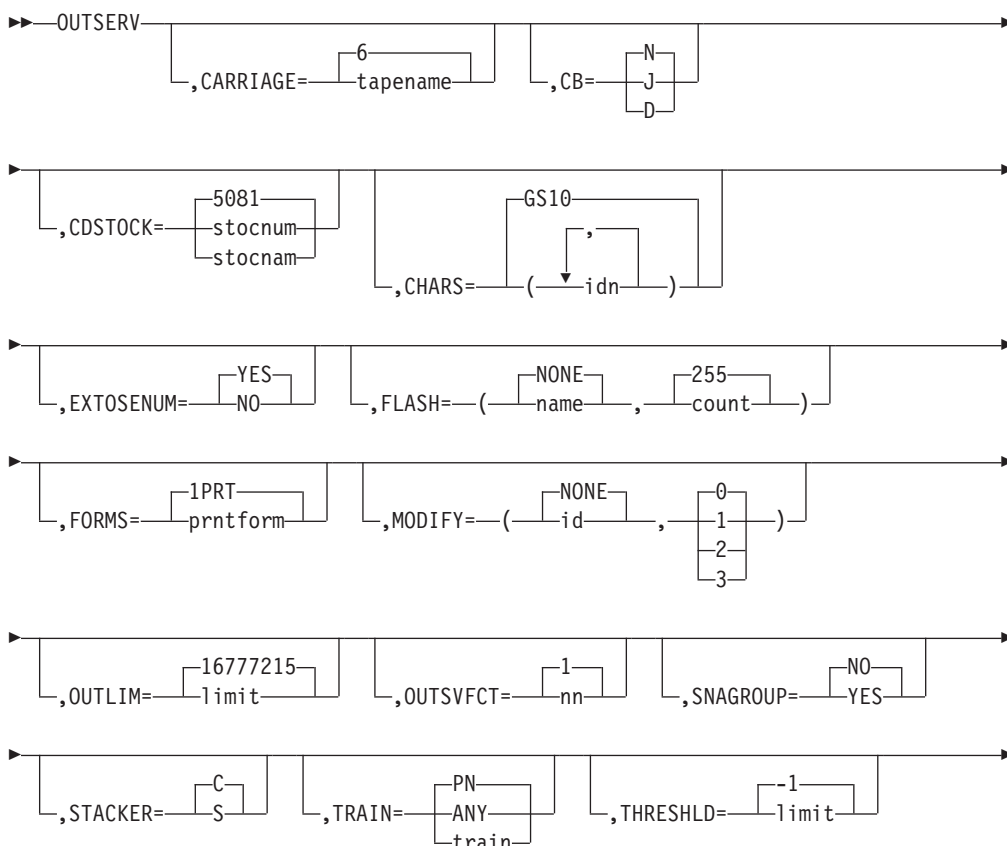 OUTSERV
6
,CARRIAGE= tapename
N
,CB= J
D
5081
,CDSTOCK= stocnum
stocnam
GS10
,
,CHARS= ( idn )
YES
,EXTOSENUM= NO
NONE 255
,FLASH= ( name , count )
1PRT
,FORMS= prntform
NONE 0
,MODIFY= ( id , 1 )
2
3
16777215
,OUTLIM= limit
1
,OUTSVFCT= nn
NO
,SNAGROUP= YES
C
,STACKER= S
PN
,TRAIN= ANY
train
-1
,THRESHLD= limit